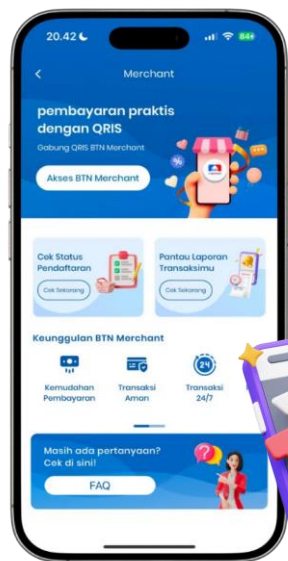 20.42
84+
Merchant
pembayaran praktis
dengan QRIS
Gabung QRIS BTN Merchant
Akses BTN Merchant
Cek Status
Pendaftaran
Cek Sekarang
Pantau Laporan
Transaksimu
Cek Sekarang
Keunggulan BTN Merchant
Kemudahan
Pembayaran
Transaksi
Aman
24
Transaksi
24/7
Masih ada pertanyaan?
Cek di sini!
FAQ